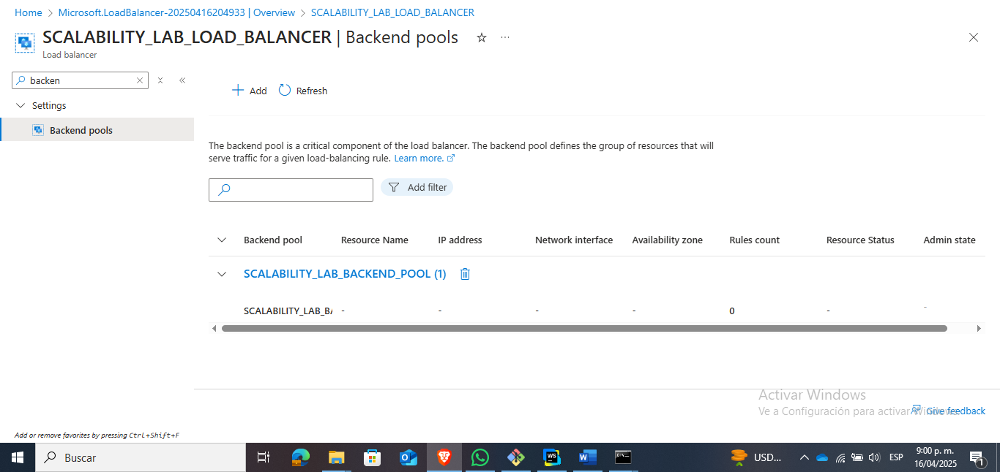 Home > Microsoft.LoadBalancer-20250416204933 | Overview > SCALABILITY_LAB_LOAD_BALANCER
SCALABILITY_LAB_LOAD_BALANCER | Backend pools
Load balancer
backen
Add Refresh
Settings
Backend pools
The backend pool is a critical component of the load balancer. The backend pool defines the group of resources that will
serve traffic for a given load-balancing rule. Learn more.
Add filter
Backend pool Resource Name IP address Network interface Availability zone Rules count Resource Status Admin state
SCALABILITY_LAB_BACKEND_POOL (1)
SCALABILITY_LAB_BA - - - - 0 - -
Activar Windows
Ve a Configuración para activar Windows.
Give feedback
Add or remove favorites by pressing Ctrl+Shift+F
Buscar
USD...
ESP
9:00 p. m.
16/04/2025
1